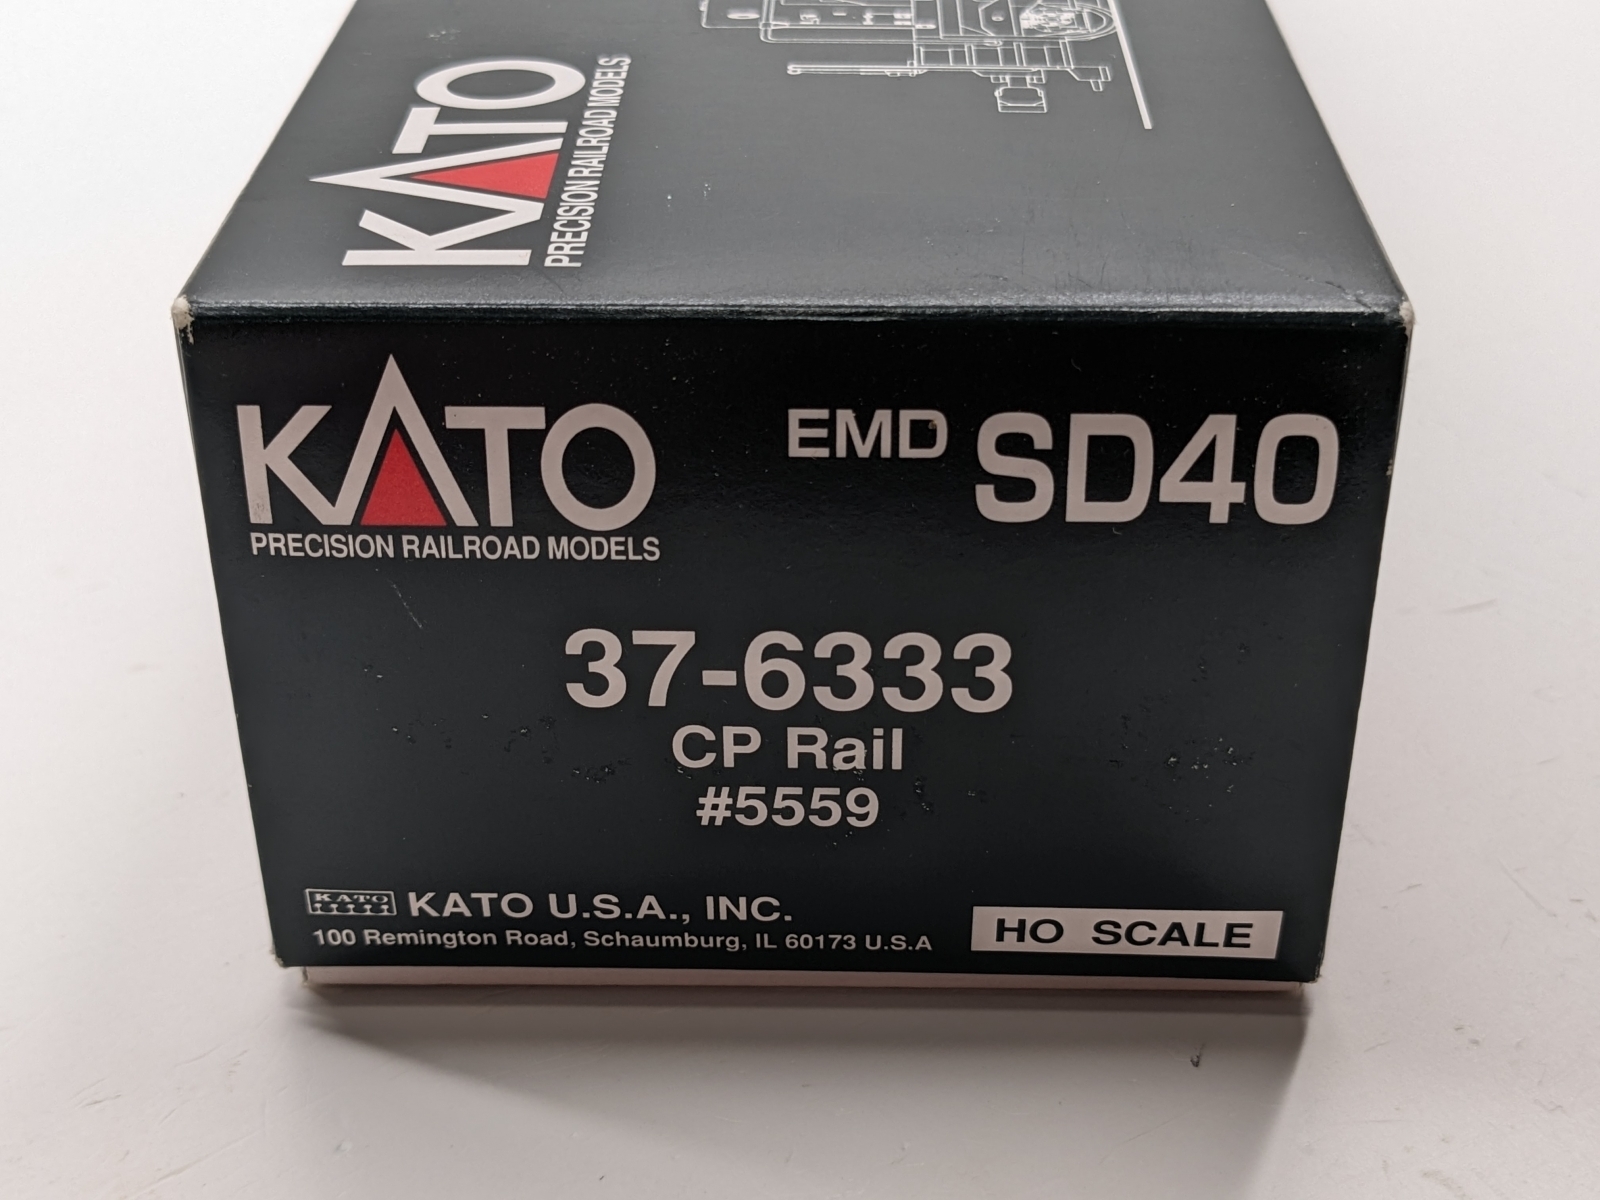 KATO
PRECISION RAILROAD MODELS
KATO
PRECISION RAILROAD MODELS
EMD SD40
37-6333
CP Rail
#5559
KATO KATO U.S.A., INC.
100 Remington Road, Schaumburg, IL 60173 U.S.A
HO SCALE